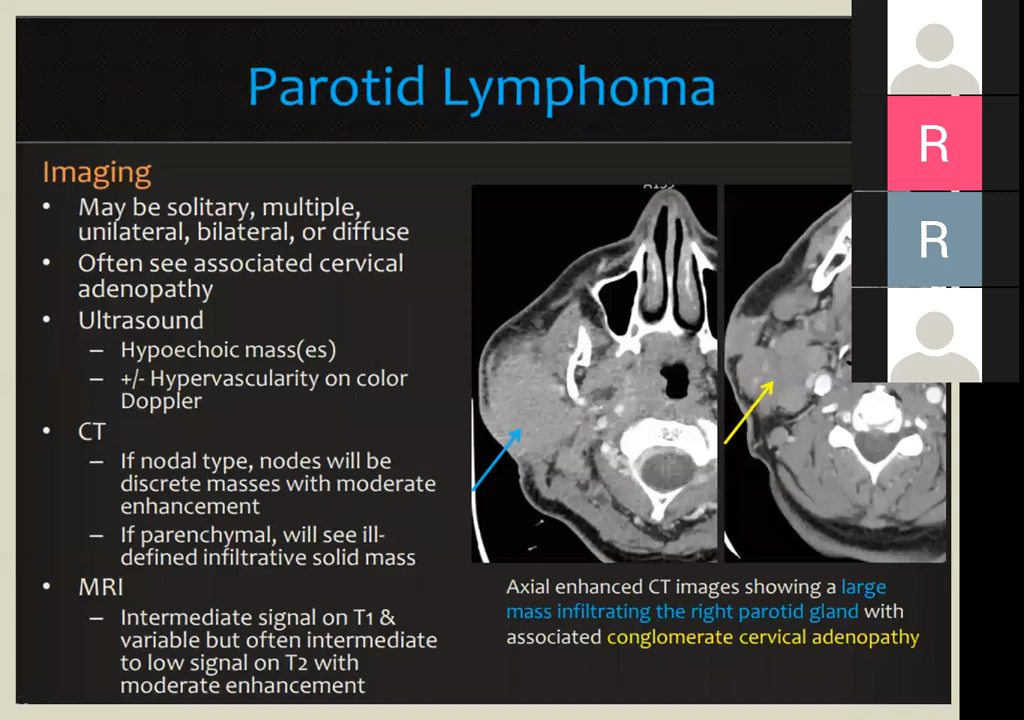 Parotid Lymphoma
Imaging
• May be solitary, multiple,
unilateral, bilateral, or diffuse
• Often see associated cervical
adenopathy
• Ultrasound
– Hypoechoic mass(es)
– +/- Hypervascularity on color
Doppler
• CT
– If nodal type, nodes will be
discrete masses with moderate
enhancement
– If parenchymal, will see ill-
defined infiltrative solid mass
• MRI
– Intermediate signal on T1 &
variable but often intermediate
to low signal on T2 with
moderate enhancement
Axial enhanced CT images showing a large
mass infiltrating the right parotid gland with
associated conglomerate cervical adenopathy
R
R